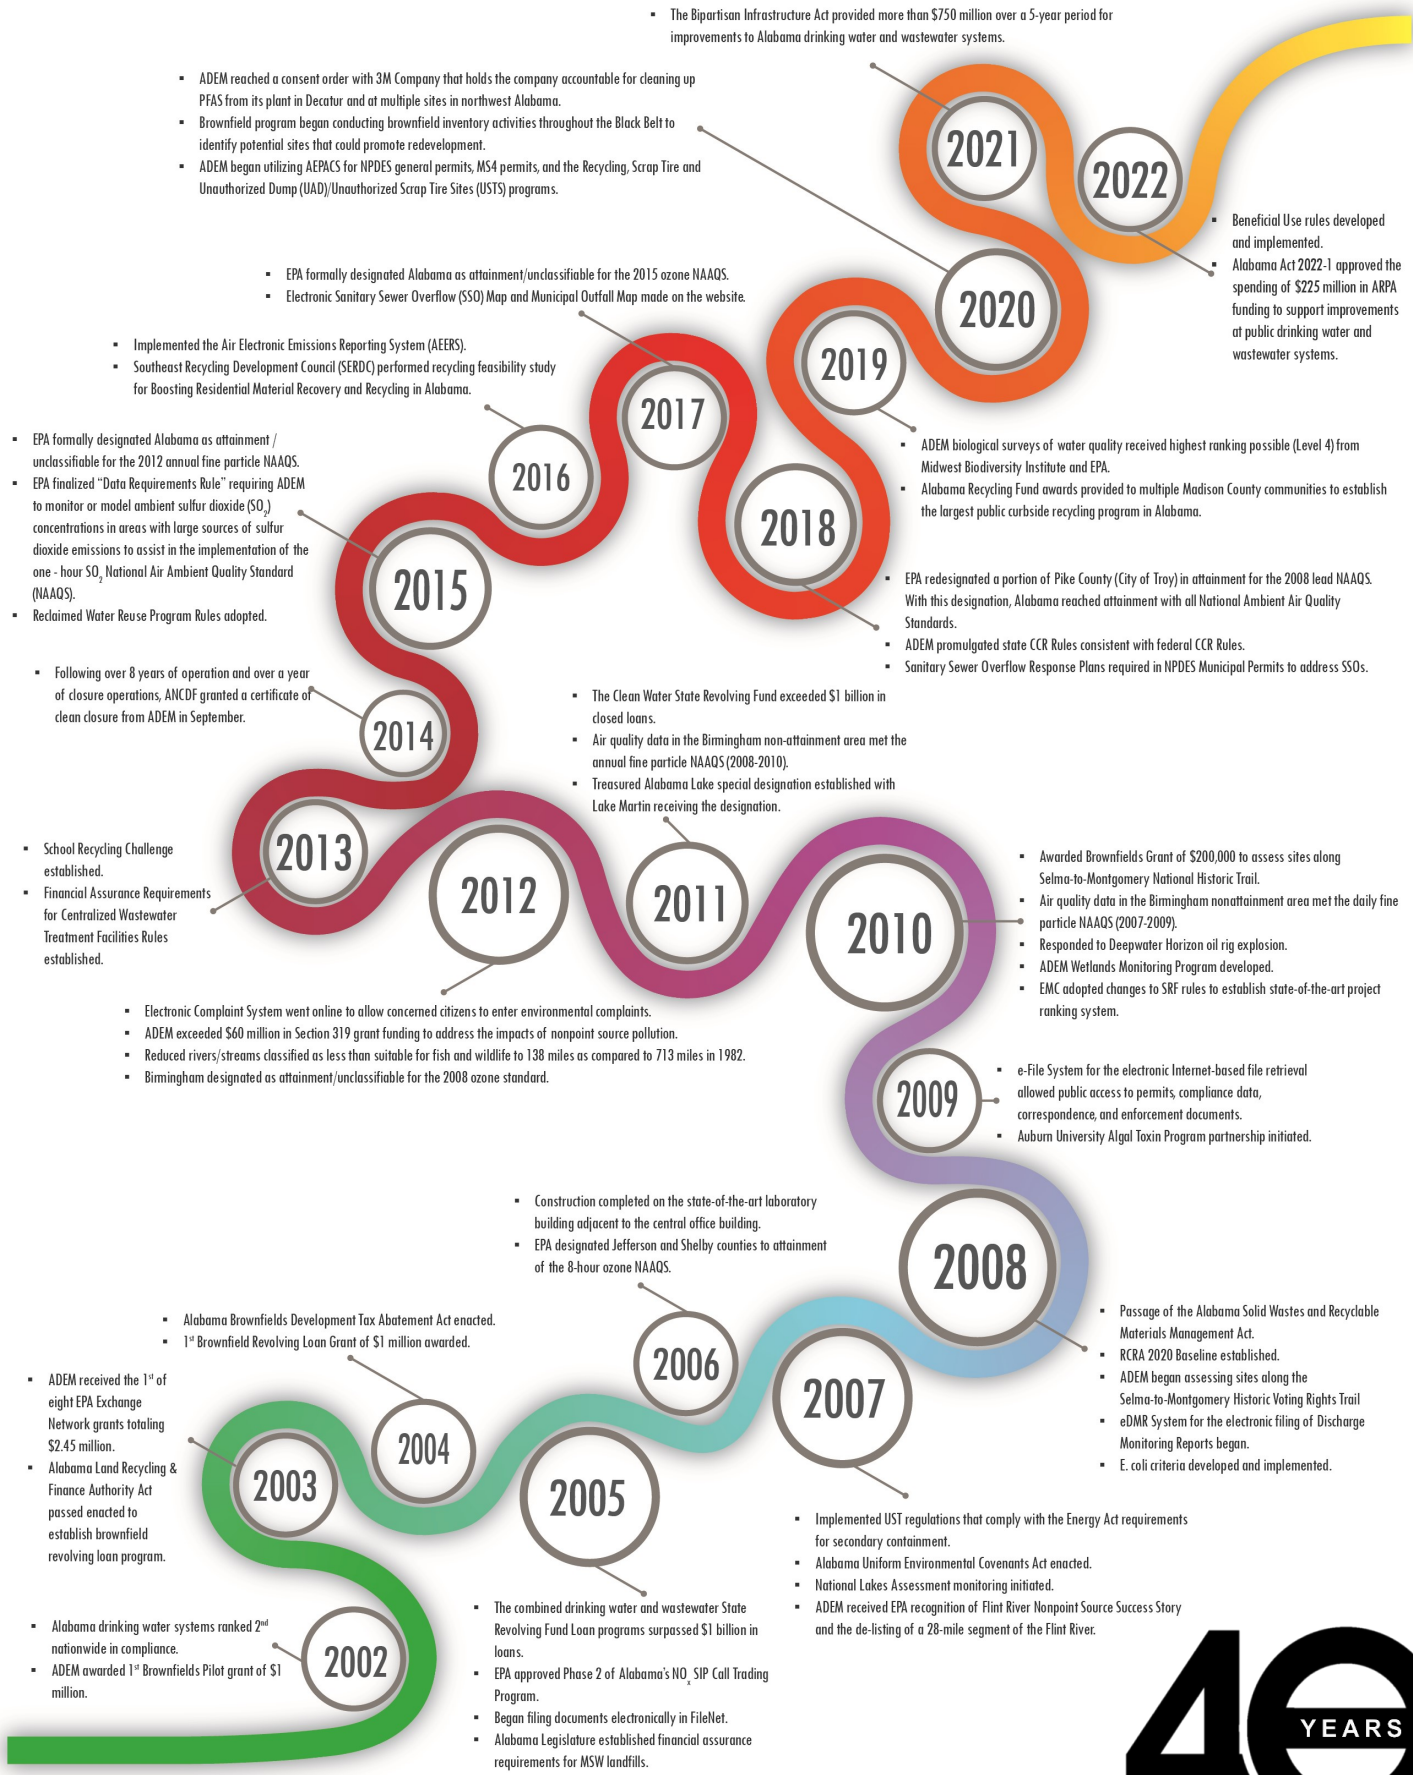 ▪ The Bipartisan Infrastructure Act provided more than $750 million over a 5-year period for
improvements to Alabama drinking water and wastewater systems.
▪ ADEM reached a consent order with 3M Company that holds the company accountable for cleaning up
PFAS from its plant in Decatur and at multiple sites in northwest Alabama.
▪ Brownfield program began conducting brownfield inventory activities throughout the Black Belt to
identify potential sites that could promote redevelopment.
▪ ADEM began utilizing AEPACS for NPDES general permits, MS4 permits, and the Recycling, Scrap Tire and
Unauthorized Dump (UAD)/Unauthorized Scrap Tire Sites (USTS) programs.
2021
2022
▪ Beneficial Use rules developed
and implemented.
▪ Alabama Act 2022-1 approved the
spending of $225 million in ARPA
funding to support improvements
at public drinking water and
wastewater systems.
▪ EPA formally designated Alabama as attainment/unclassifiable for the 2015 ozone NAAQS.
▪ Electronic Sanitary Sewer Overflow (SSO) Map and Municipal Outfall Map made on the website.
2020
▪ Implemented the Air Electronic Emissions Reporting System (AEERS).
▪ Southeast Recycling Development Council (SERDC) performed recycling feasibility study
for Boosting Residential Material Recovery and Recycling in Alabama.
2019
2017
▪ ADEM biological surveys of water quality received highest ranking possible (Level 4) from
Midwest Biodiversity Institute and EPA.
▪ Alabama Recycling Fund awards provided to multiple Madison County communities to establish
the largest public curbside recycling program in Alabama.
▪ EPA formally designated Alabama as attainment /
unclassifiable for the 2012 annual fine particle NAAQS.
▪ EPA finalized “Data Requirements Rule” requiring ADEM
to monitor or model ambient sulfur dioxide (SO2)
concentrations in areas with large sources of sulfur
dioxide emissions to assist in the implementation of the
one - hour SO2 National Air Ambient Quality Standard
(NAAQS).
▪ Reclaimed Water Reuse Program Rules adopted.
2016
2018
2015
▪ EPA redesignated a portion of Pike County (City of Troy) in attainment for the 2008 lead NAAQS.
With this designation, Alabama reached attainment with all National Ambient Air Quality
Standards.
▪ ADEM promulgated state CCR Rules consistent with federal CCR Rules.
▪ Sanitary Sewer Overflow Response Plans required in NPDES Municipal Permits to address SSOs.
▪ Following over 8 years of operation and over a year
of closure operations, ANCDF granted a certificate of
clean closure from ADEM in September.
2014
▪ The Clean Water State Revolving Fund exceeded $1 billion in
closed loans.
▪ Air quality data in the Birmingham non-attainment area met the
annual fine particle NAAQS (2008-2010).
▪ Treasured Alabama Lake special designation established with
Lake Martin receiving the designation.
▪ School Recycling Challenge
established.
▪ Financial Assurance Requirements
for Centralized Wastewater
Treatment Facilities Rules
established.
2013
2012
2011
2010
▪ Awarded Brownfields Grant of $200,000 to assess sites along
Selma-to-Montgomery National Historic Trail.
▪ Air quality data in the Birmingham nonattainment area met the daily fine
particle NAAQS (2007-2009).
▪ Responded to Deepwater Horizon oil rig explosion.
▪ ADEM Wetlands Monitoring Program developed.
▪ EMC adopted changes to SRF rules to establish state-of-the-art project
ranking system.
▪ Electronic Complaint System went online to allow concerned citizens to enter environmental complaints.
▪ ADEM exceeded $60 million in Section 319 grant funding to address the impacts of nonpoint source pollution.
▪ Reduced rivers/streams classified as less than suitable for fish and wildlife to 138 miles as compared to 713 miles in 1982.
▪ Birmingham designated as attainment/unclassifiable for the 2008 ozone standard.
2009
▪ e-File System for the electronic Internet-based file retrieval
allowed public access to permits, compliance data,
correspondence, and enforcement documents.
▪ Auburn University Algal Toxin Program partnership initiated.
▪ Construction completed on the state-of-the-art laboratory
building adjacent to the central office building.
▪ EPA designated Jefferson and Shelby counties to attainment
of the 8-hour ozone NAAQS.
2008
▪ Passage of the Alabama Solid Wastes and Recyclable
Materials Management Act.
▪ RCRA 2020 Baseline established.
▪ ADEM began assessing sites along the
Selma-to-Montgomery Historic Voting Rights Trail
▪ eDMR System for the electronic filing of Discharge
Monitoring Reports began.
▪ E. coli criteria developed and implemented.
▪ Alabama Brownfields Development Tax Abatement Act enacted.
▪ 1st Brownfield Revolving Loan Grant of $1 million awarded.
2006
2007
▪ ADEM received the 1st of
eight EPA Exchange
Network grants totaling
$2.45 million.
▪ Alabama Land Recycling &
Finance Authority Act
passed enacted to
establish brownfield
revolving loan program.
2003
2004
2005
▪ Implemented UST regulations that comply with the Energy Act requirements
for secondary containment.
▪ Alabama Uniform Environmental Covenants Act enacted.
▪ National Lakes Assessment monitoring initiated.
▪ ADEM received EPA recognition of Flint River Nonpoint Source Success Story
and the de-listing of a 28-mile segment of the Flint River.
▪ Alabama drinking water systems ranked 2nd
nationwide in compliance.
▪ ADEM awarded 1st Brownfields Pilot grant of $1
million.
2002
▪ The combined drinking water and wastewater State
Revolving Fund Loan programs surpassed $1 billion in
loans.
▪ EPA approved Phase 2 of Alabama's NOx SIP Call Trading
Program.
▪ Began filing documents electronically in FileNet.
▪ Alabama Legislature established financial assurance
requirements for MSW landfills.
40
YEARS